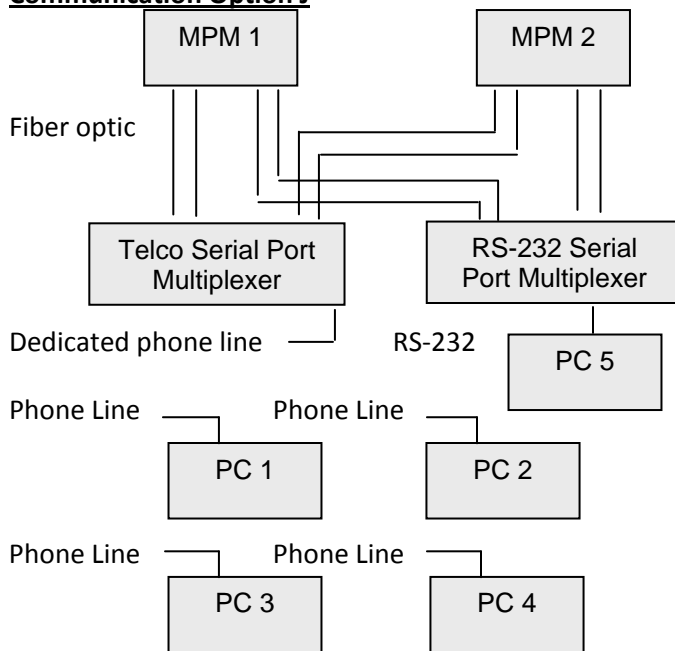 Communication Option J
MPM 1
MPM 2
Fiber optic
Telco Serial Port
Multiplexer
RS-232 Serial
Port Multiplexer
Dedicated phone line
RS-232
PC 5
Phone Line
Phone Line
PC 1
PC 2
Phone Line
Phone Line
PC 3
PC 4